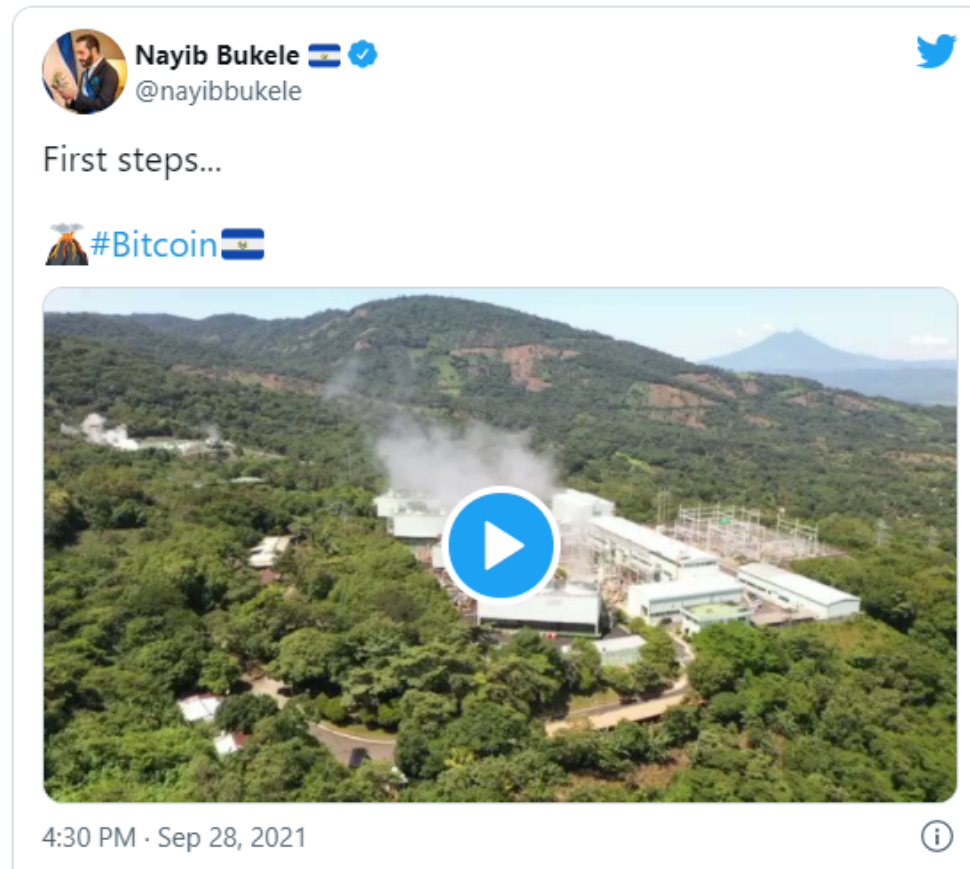 Nayib Bukele 🇸🇻
@nayibbukele
First steps...
🌋#Bitcoin🇸🇻
4:30 PM · Sep 28, 2021